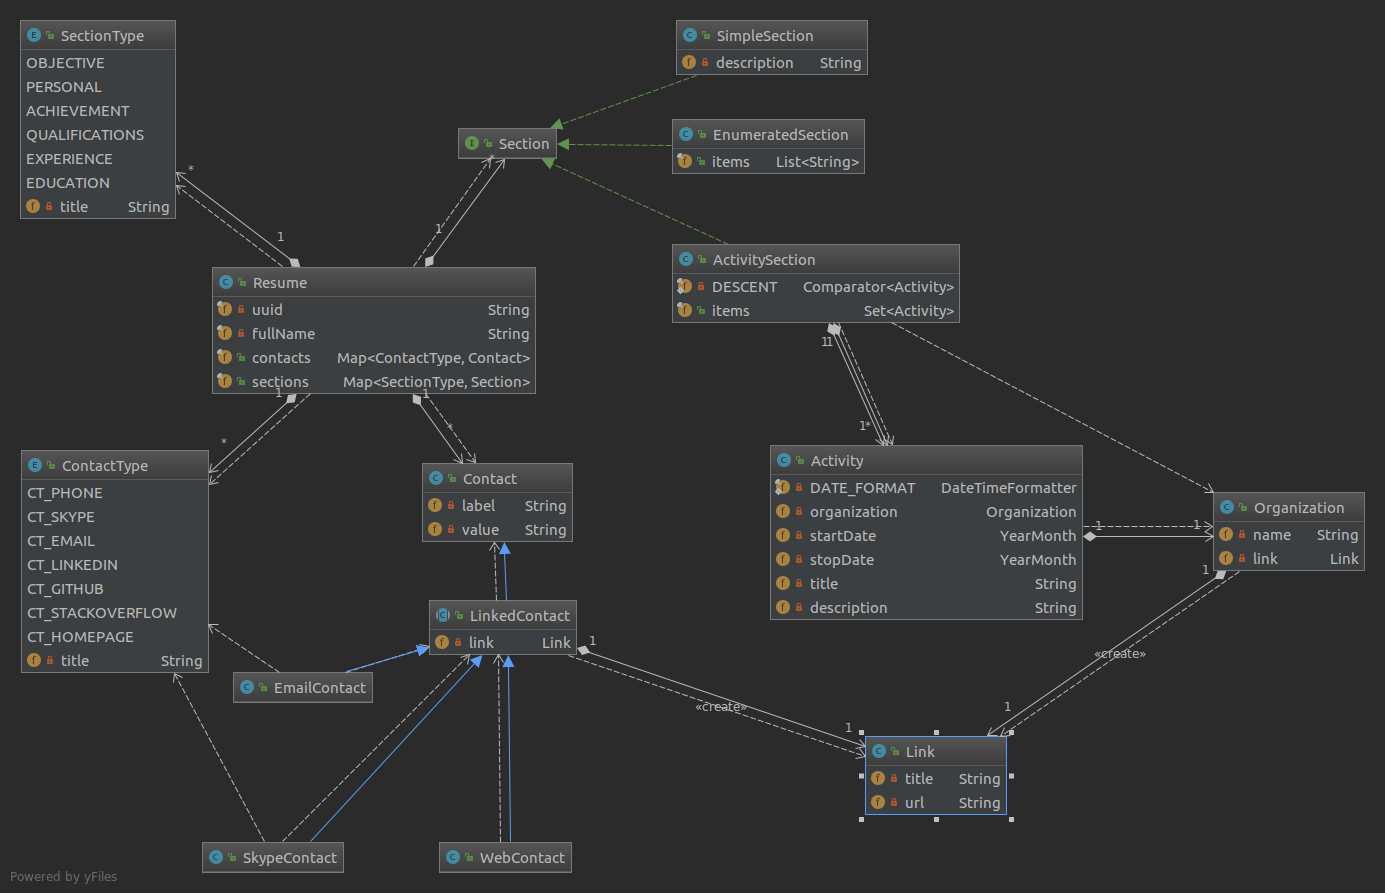 SectionType
OBJECTIVE
PERSONAL
ACHIEVEMENT
QUALIFICATIONS
EXPERIENCE
EDUCATION
f title String
E
C SimpleSection
f description String
I Section
C EnumeratedSection
f items List<String>
C ActivitySection
f DESCENT Comparator<Activity>
f items Set<Activity>
*
1
*
1
C Resume
f uuid String
f fullName String
f contacts Map<ContactType, Contact>
f sections Map<SectionType, Section>
1
*
1
*
11
1*
E ContactType
CT_PHONE
CT_SKYPE
CT_EMAIL
CT_LINKEDIN
CT_GITHUB
CT_STACKOVERFLOW
CT_HOMEPAGE
f title String
C Contact
f label String
f value String
C Activity
f DATE_FORMAT DateTimeFormatter
f organization Organization
f startDate YearMonth
f stopDate YearMonth
f title String
f description String
1
1
C Organization
f name String
f link Link
C LinkedContact
f link Link
1
«create»
1
1
«create»
1
C EmailContact
C Link
f title String
f url String
C SkypeContact
C WebContact
Powered by yFiles